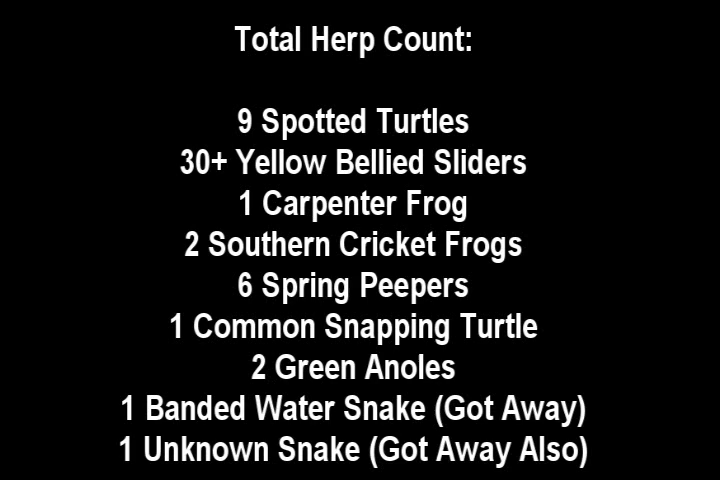 Total Herp Count:
9 Spotted Turtles
30+ Yellow Bellied Sliders
1 Carpenter Frog
2 Southern Cricket Frogs
6 Spring Peepers
1 Common Snapping Turtle
2 Green Anoles
1 Banded Water Snake (Got Away)
1 Unknown Snake (Got Away Also)